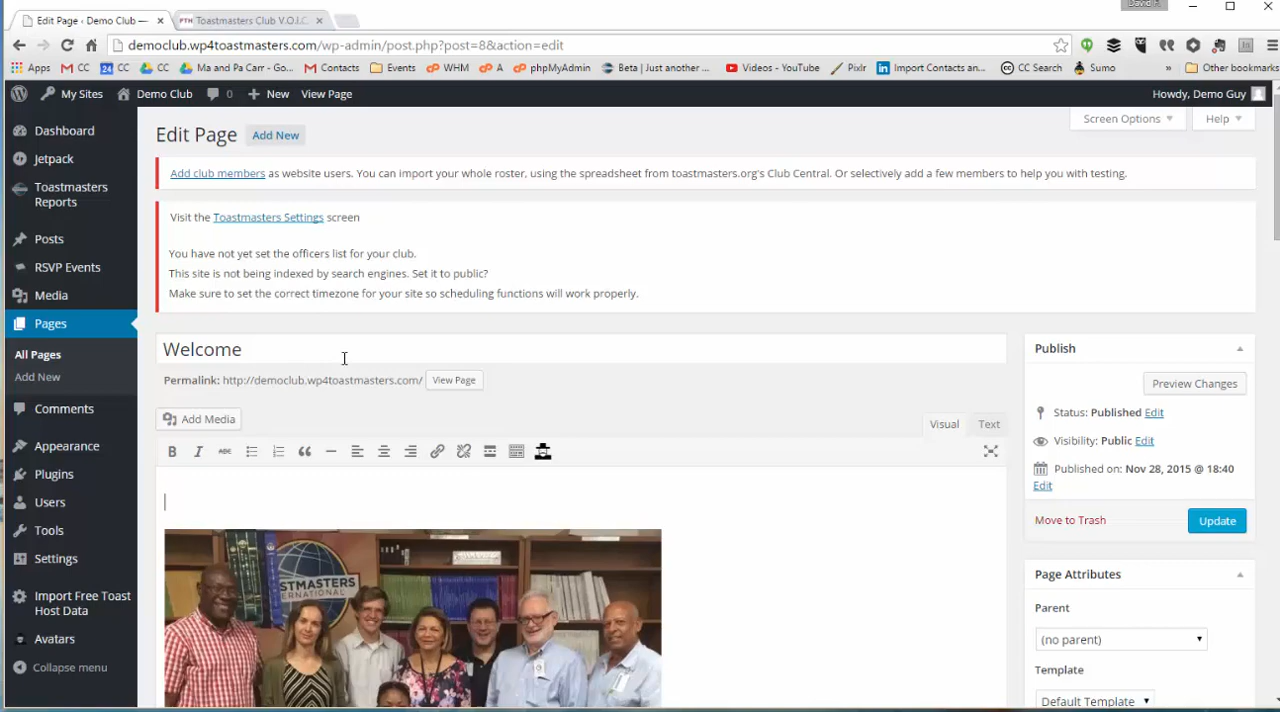 David F.
Edit Page ‹ Demo Club —
PTH Toastmasters Club V.O.I.C.
democlub.wp4toastmasters.com/wp-admin/post.php?post=8&action=edit
Apps CC 24 CC CC Ma and Pa Carr - Go... Contacts Events WHM A phpMyAdmin Beta | Just another ... Videos - YouTube Pixlr Import Contacts an... CC Search Sumo » Other bookmarks
My Sites Demo Club 0 New View Page Howdy, Demo Guy
Screen Options Help
Dashboard
Jetpack
Toastmasters Reports
Posts
RSVP Events
Media
Pages
All Pages
Add New
Comments
Appearance
Plugins
Users
Tools
Settings
Import Free Toast Host Data
Avatars
Collapse menu
Edit Page Add New
Add club members as website users. You can import your whole roster, using the spreadsheet from toastmasters.org's Club Central. Or selectively add a few members to help you with testing.
Visit the Toastmasters Settings screen
You have not yet set the officers list for your club.
This site is not being indexed by search engines. Set it to public?
Make sure to set the correct timezone for your site so scheduling functions will work properly.
Welcome
Permalink: http://democlub.wp4toastmasters.com/ View Page
Add Media
Visual Text
B I ABC
STMASTERS
ERNATIONAL
Publish
Preview Changes
Status: Published Edit
Visibility: Public Edit
Published on: Nov 28, 2015 @ 18:40
Edit
Move to Trash Update
Page Attributes
Parent
(no parent)
Template
Default Template